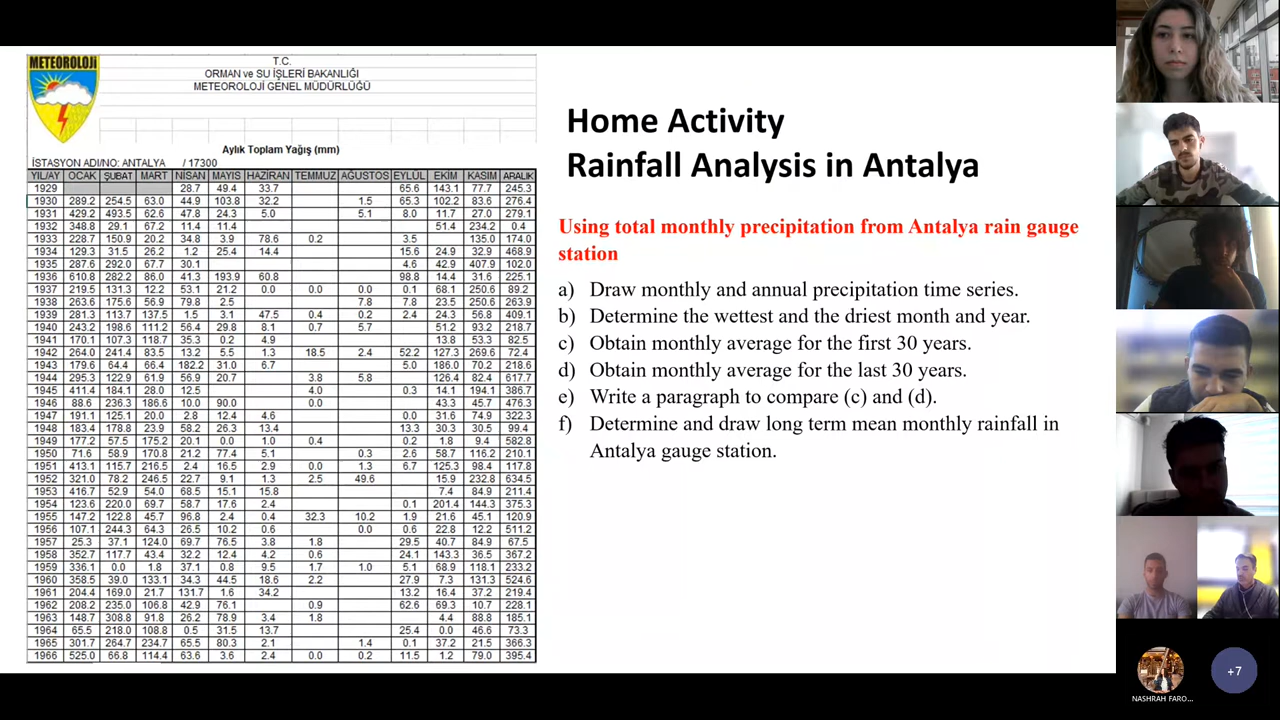 METEOROLOJİ
T.C.
ORMAN ve SU İŞLERİ BAKANLIĞI
METEOROLOJİ GENEL MÜDÜRLÜĞÜ
Aylık Toplam Yağış (mm)
İSTASYON ADI/NO: ANTALYA / 17300
YIL/AY OCAK ŞUBAT MART NİSAN MAYIS HAZİRAN TEMMUZ AĞUSTOS EYLÜL EKİM KASIM ARALIK
1929 28.7 49.4 33.7 65.6 143.1 77.7 245.3
1930 289.2 254.5 63.0 44.9 103.8 32.2 1.5 65.3 102.2 83.6 276.4
1931 429.2 493.5 62.6 47.8 24.3 5.0 5.1 8.0 11.7 27.0 279.1
1932 348.8 29.1 67.2 11.4 11.4 51.4 234.2 0.4
1933 228.7 150.9 20.2 34.8 3.9 78.6 0.2 3.5 135.0 174.0
1934 129.3 31.5 26.2 1.2 25.4 14.4 15.6 24.9 32.9 468.9
1935 287.6 292.0 67.7 30.1 4.6 42.9 407.9 102.0
1936 610.8 282.2 86.0 41.3 193.9 60.8 98.8 14.4 31.6 225.1
1937 219.5 131.3 12.2 53.1 21.2 0.0 0.0 0.0 0.1 68.1 250.6 89.2
1938 263.6 175.6 56.9 79.8 2.5 7.8 7.8 23.5 250.6 263.9
1939 281.3 113.7 137.5 1.5 3.1 47.5 0.4 0.2 2.4 24.3 56.8 409.1
1940 243.2 198.6 111.2 56.4 29.8 8.1 0.7 5.7 51.2 93.2 218.7
1941 170.1 107.3 118.7 35.3 0.2 4.9 13.8 53.3 82.5
1942 264.0 241.4 83.5 13.2 5.5 1.3 18.5 2.4 52.2 127.3 269.6 72.4
1943 179.6 64.4 66.4 182.2 31.0 6.7 5.0 186.0 70.2 218.6
1944 295.3 122.9 61.9 56.9 20.7 3.8 5.8 126.4 82.4 617.7
1945 411.4 184.1 28.0 12.5 4.0 0.3 14.1 194.1 386.7
1946 88.6 236.3 186.6 10.0 90.0 0.0 43.3 45.7 476.3
1947 191.1 125.1 20.0 2.8 12.4 4.6 0.0 31.6 74.9 322.3
1948 183.4 178.8 23.9 58.2 26.3 13.4 13.3 30.3 30.5 99.4
1949 177.2 57.5 175.2 20.1 0.0 1.0 0.4 0.2 1.8 9.4 582.8
1950 71.6 236.0 170.8 21.2 77.4 5.1 0.3 2.6 58.7 116.2 210.1
1951 413.1 115.7 216.5 2.4 16.5 2.9 0.0 1.3 6.7 125.3 98.4 117.8
1952 321.0 78.2 246.5 22.7 9.1 1.3 2.5 49.6 15.9 232.8 634.5
1953 416.7 52.9 54.0 68.5 15.1 15.8 7.4 84.9 211.4
1954 123.6 220.0 69.7 58.7 17.6 2.4 0.1 201.4 144.3 375.3
1955 147.2 122.8 45.7 96.8 2.4 0.4 32.3 10.2 1.9 21.6 45.1 120.9
1956 107.1 244.3 64.3 26.5 10.2 0.6 0.0 0.6 22.8 12.2 511.2
1957 25.3 37.1 124.0 69.7 76.5 3.8 1.8 29.5 40.7 84.9 67.5
1958 352.7 117.7 43.4 32.2 12.4 4.2 0.6 24.1 143.3 36.5 367.2
1959 336.1 0.0 1.8 37.1 0.8 9.5 1.7 1.0 5.1 68.9 118.1 233.2
1960 358.5 39.0 133.1 34.3 44.5 18.6 2.2 27.9 7.3 131.3 524.6
1961 204.4 169.0 21.7 131.7 1.6 34.2 13.2 16.4 37.2 219.4
1962 208.2 235.0 106.8 42.9 76.1 0.9 62.6 69.3 10.7 228.1
1963 148.7 308.8 91.8 26.2 78.9 3.4 1.8 4.4 88.8 185.1
1964 65.5 218.0 108.8 0.5 31.5 13.7 25.4 0.0 46.6 73.3
1965 301.7 264.7 234.7 65.5 80.3 2.1 1.4 0.1 37.2 21.5 366.3
1966 525.0 66.8 114.4 63.6 3.6 2.4 0.0 0.2 11.5 1.2 79.0 395.4
Home Activity
Rainfall Analysis in Antalya
Using total monthly precipitation from Antalya rain gauge
station
a) Draw monthly and annual precipitation time series.
b) Determine the wettest and the driest month and year.
c) Obtain monthly average for the first 30 years.
d) Obtain monthly average for the last 30 years.
e) Write a paragraph to compare (c) and (d).
f) Determine and draw long term mean monthly rainfall in
Antalya gauge station.
NASHRAH FARO...
+7